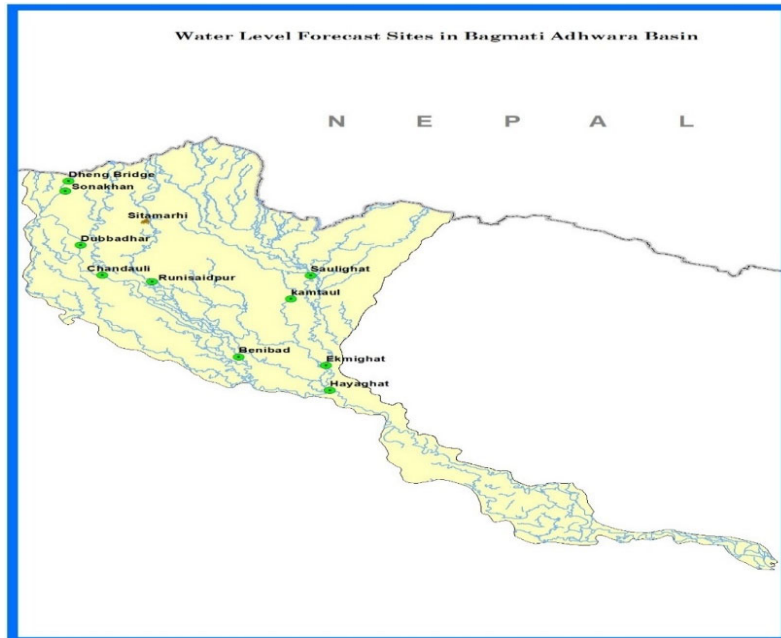 Water Level Forecast Sites in Bagmati Adhwara Basin
N E P A L
Dheng Bridge
Sonakhan
Sitamarhi
Dubbadhar
Chandauli
Runisaidpur
Saulighat
kamtaul
Benibad
Ekmighat
Hayaghat